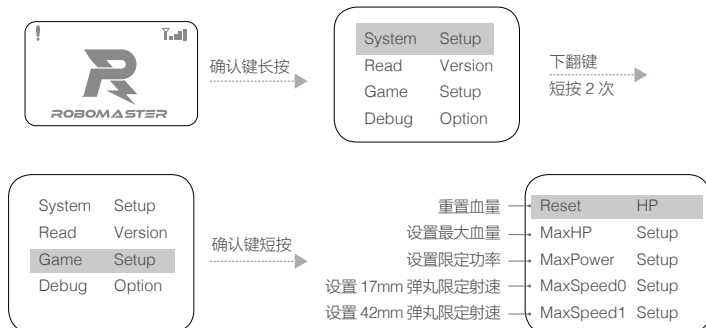 !
ROBOMASTER
确认键长按
System Setup
Read Version
Game Setup
Debug Option
下翻键
短按 2 次
System Setup
Read Version
Game Setup
Debug Option
确认键短按
重置血量
设置最大血量
设置限定功率
设置 17mm 弹丸限定射速
设置 42mm 弹丸限定射速
Reset HP
MaxHP Setup
MaxPower Setup
MaxSpeed0 Setup
MaxSpeed1 Setup